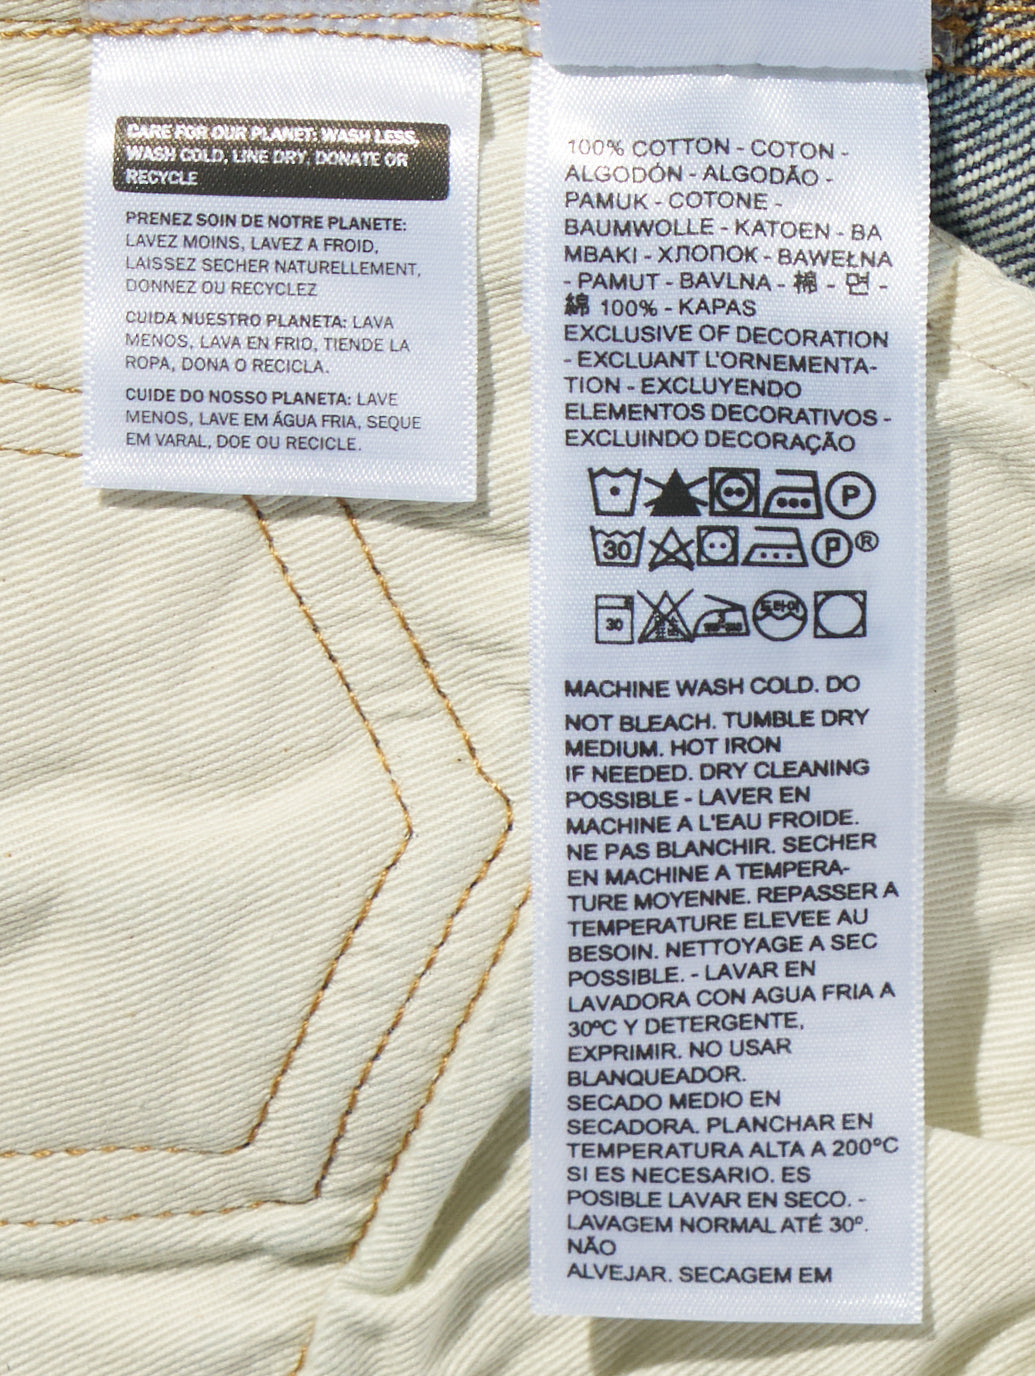 CARE FOR OUR PLANET: WASH LESS,
WASH COLD, LINE DRY, DONATE OR
RECYCLE
PRENEZ SOIN DE NOTRE PLANETE:
LAVEZ MOINS, LAVEZ A FROID,
LAISSEZ SECHER NATURELLEMENT,
DONNEZ OU RECYCLEZ
CUIDA NUESTRO PLANETA: LAVA
MENOS, LAVA EN FRIO, TIENDE LA
ROPA, DONA O RECICLA.
CUIDE DO NOSSO PLANETA: LAVE
MENOS, LAVE EM ÁGUA FRIA, SEQUE
EM VARAL, DOE OU RECICLE.
100% COTTON - COTON -
ALGODÓN - ALGODÃO -
PAMUK - COTONE -
BAUMWOLLE - KATOEN - BA
MBAKI - ХЛОПОК - BAWEŁNA
- PAMUT - BAVLNA - 棉 - 면 -
綿 100% - KAPAS
EXCLUSIVE OF DECORATION
- EXCLUANT L'ORNEMENTA-
TION - EXCLUYENDO
ELEMENTOS DECORATIVOS -
EXCLUINDO DECORAÇÃO
P
30 P ®
30 드라이
MACHINE WASH COLD. DO
NOT BLEACH. TUMBLE DRY
MEDIUM. HOT IRON
IF NEEDED. DRY CLEANING
POSSIBLE - LAVER EN
MACHINE A L'EAU FROIDE.
NE PAS BLANCHIR. SECHER
EN MACHINE A TEMPERA-
TURE MOYENNE. REPASSER A
TEMPERATURE ELEVEE AU
BESOIN. NETTOYAGE A SEC
POSSIBLE. - LAVAR EN
LAVADORA CON AGUA FRIA A
30ºC Y DETERGENTE,
EXPRIMIR. NO USAR
BLANQUEADOR.
SECADO MEDIO EN
SECADORA. PLANCHAR EN
TEMPERATURA ALTA A 200ºC
SI ES NECESARIO. ES
POSIBLE LAVAR EN SECO. -
LAVAGEM NORMAL ATÉ 30º.
NÃO
ALVEJAR. SECAGEM EM